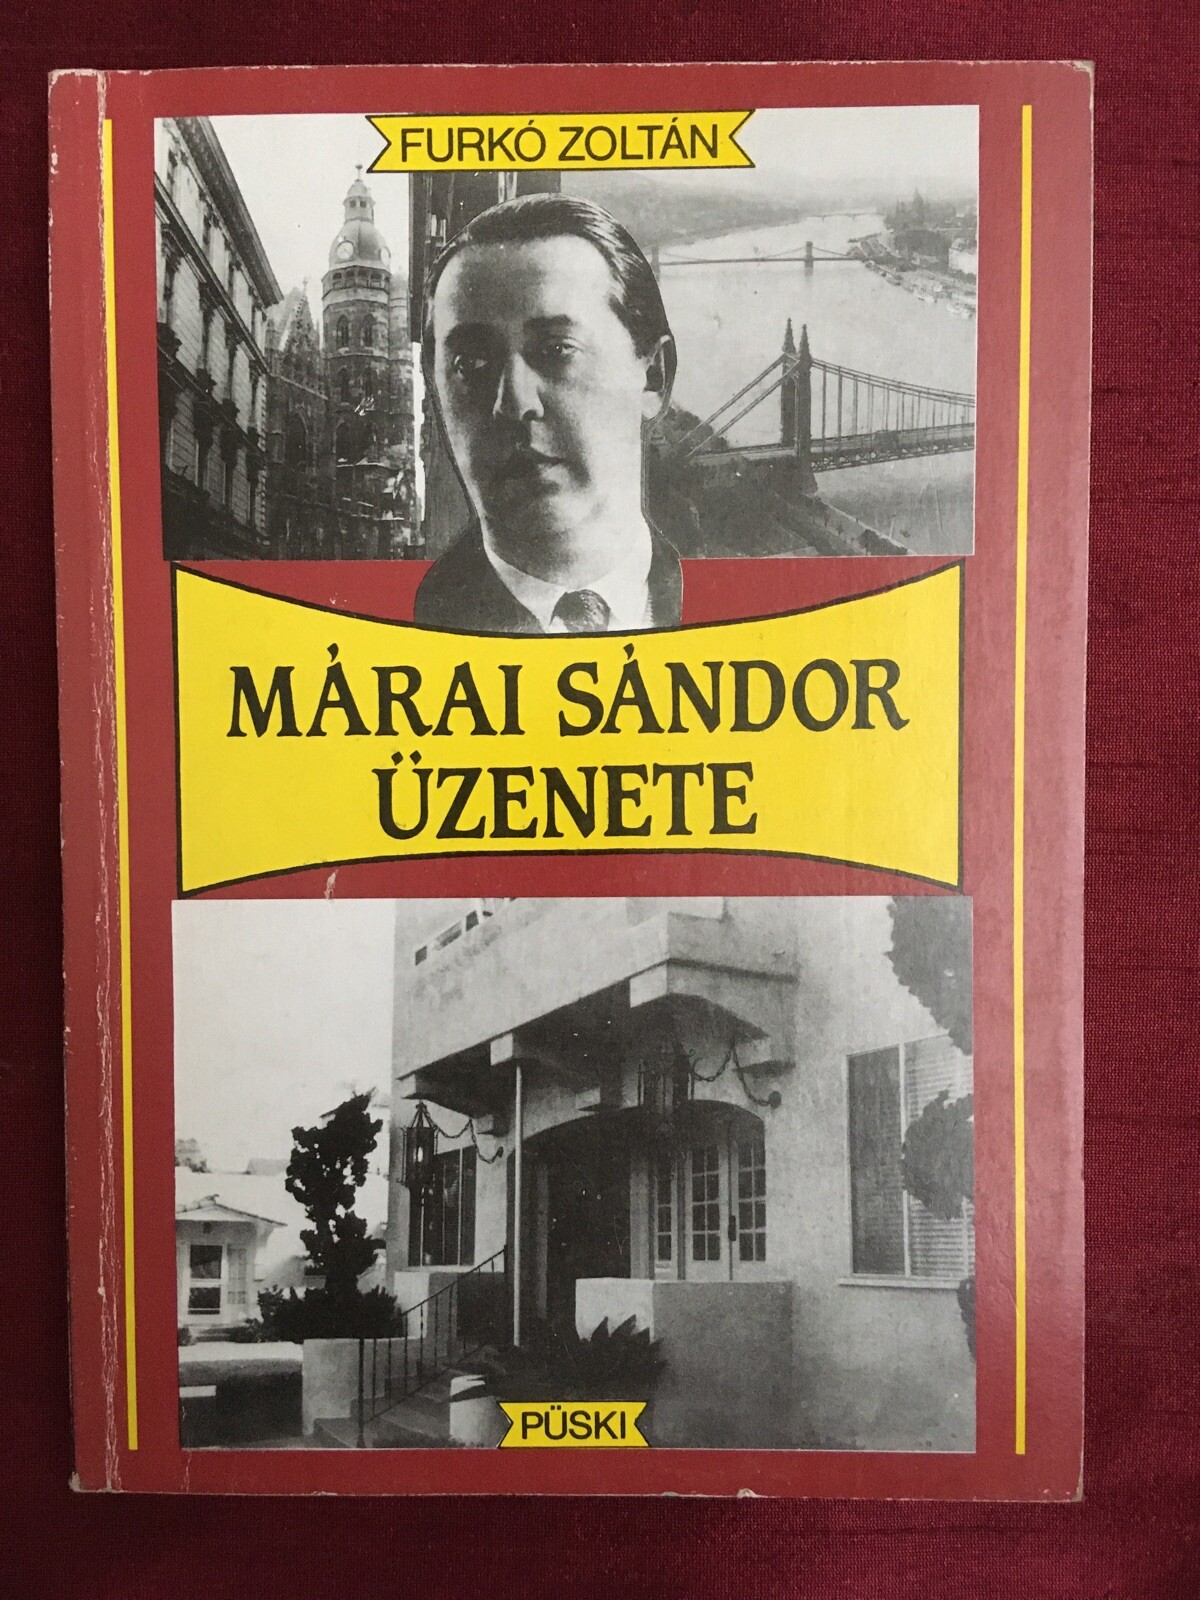 FURKÓ ZOLTÁN
MÁRAI SÁNDOR
ÜZENETE
PÜSKI